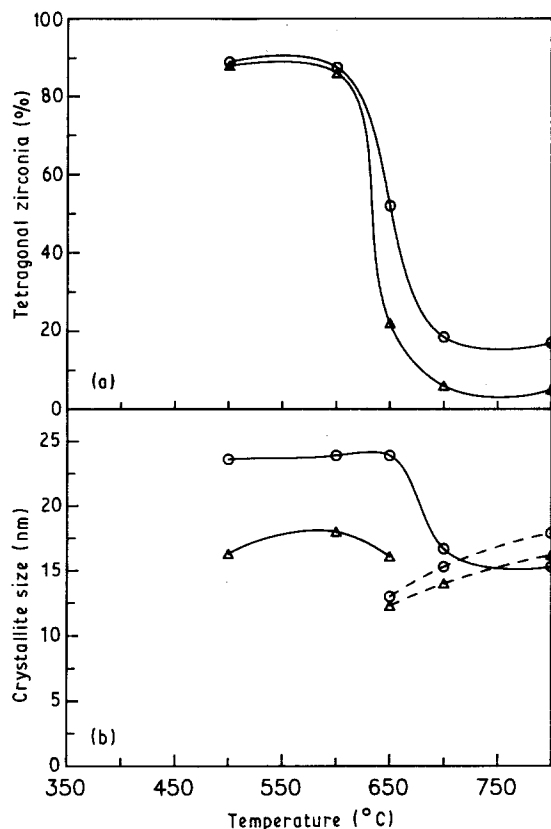 100
80
60
40
20
0
Tetragonal zirconia (%)
(a)
25
20
15
10
5
0
Crystallite size (nm)
(b)
350 450 550 650 750
Temperature (°C)